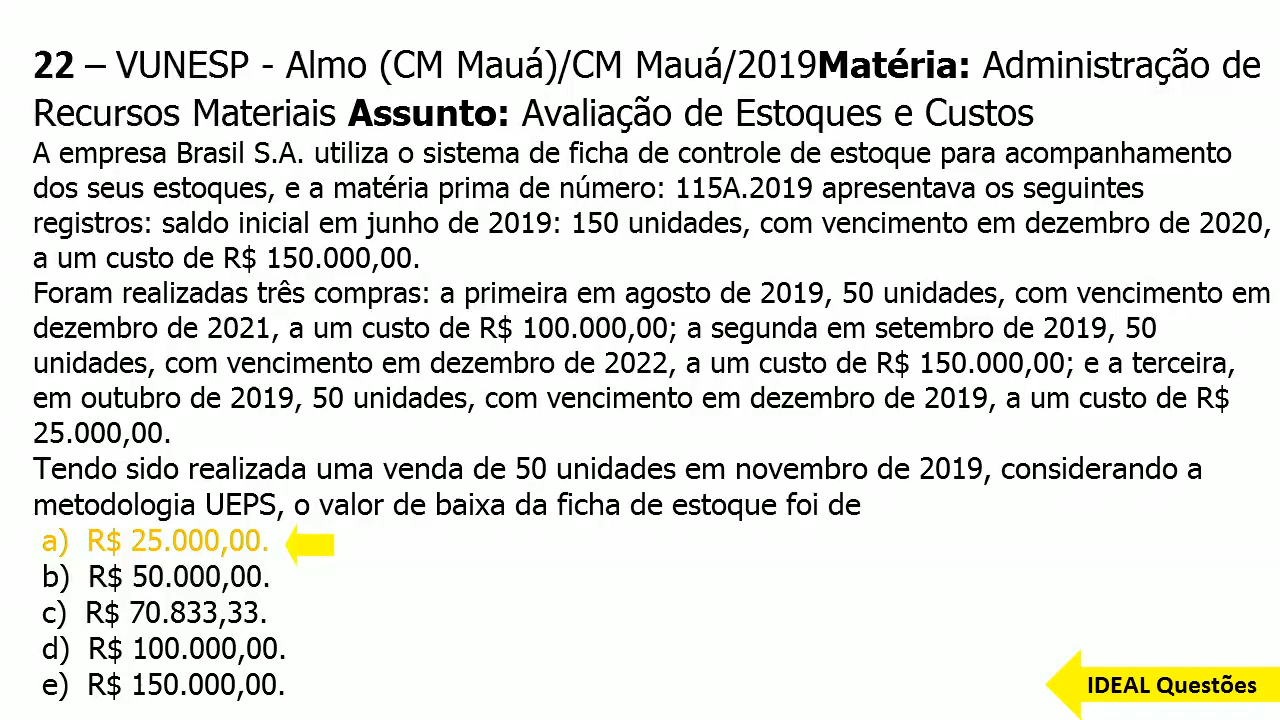 22 – VUNESP - Almo (CM Mauá)/CM Mauá/2019Matéria: Administração de
Recursos Materiais Assunto: Avaliação de Estoques e Custos
A empresa Brasil S.A. utiliza o sistema de ficha de controle de estoque para acompanhamento
dos seus estoques, e a matéria prima de número: 115A.2019 apresentava os seguintes
registros: saldo inicial em junho de 2019: 150 unidades, com vencimento em dezembro de 2020,
a um custo de R$ 150.000,00.
Foram realizadas três compras: a primeira em agosto de 2019, 50 unidades, com vencimento em
dezembro de 2021, a um custo de R$ 100.000,00; a segunda em setembro de 2019, 50
unidades, com vencimento em dezembro de 2022, a um custo de R$ 150.000,00; e a terceira,
em outubro de 2019, 50 unidades, com vencimento em dezembro de 2019, a um custo de R$
25.000,00.
Tendo sido realizada uma venda de 50 unidades em novembro de 2019, considerando a
metodologia UEPS, o valor de baixa da ficha de estoque foi de
a) R$ 25.000,00.
b) R$ 50.000,00.
c) R$ 70.833,33.
d) R$ 100.000,00.
e) R$ 150.000,00.
IDEAL Questões